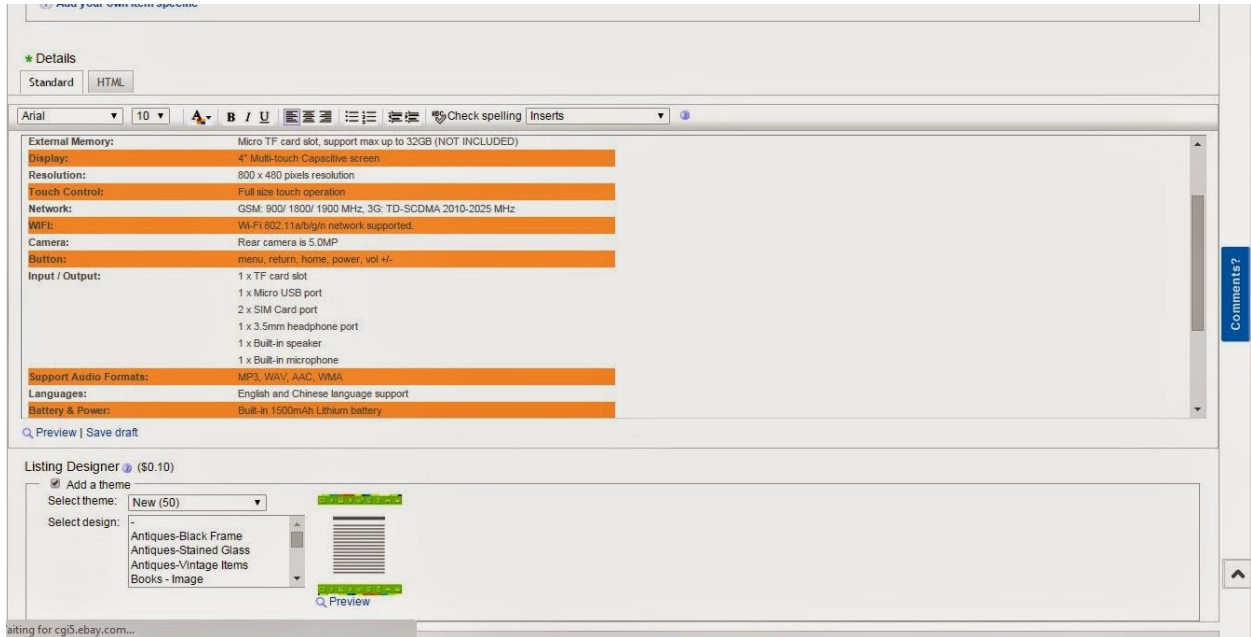 Add your own item specific
* Details
Standard HTML
Arial 10 A B I U Check spelling Inserts
External Memory: Micro TF card slot, support max up to 32GB (NOT INCLUDED)
Display: 4" Multi-touch Capacitive screen
Resolution: 800 x 480 pixels resolution
Touch Control: Full size touch operation
Network: GSM: 900/ 1800/ 1900 MHz, 3G: TD-SCDMA 2010-2025 MHz
WIFI: Wi-Fi 802.11a/b/g/n network supported.
Camera: Rear camera is 5.0MP
Button: menu, return, home, power, vol +/-
Input / Output: 1 x TF card slot
1 x Micro USB port
2 x SIM Card port
1 x 3.5mm headphone port
1 x Built-in speaker
1 x Built-in microphone
Support Audio Formats: MP3, WAV, AAC, WMA
Languages: English and Chinese language support
Battery & Power: Built-in 1500mAh Lithium battery
Preview | Save draft
Comments?
Listing Designer ($0.10)
Add a theme
Select theme: New (50)
Select design: -
Antiques-Black Frame
Antiques-Stained Glass
Antiques-Vintage Items
Books - Image
Preview
aiting for cgi5.ebay.com...